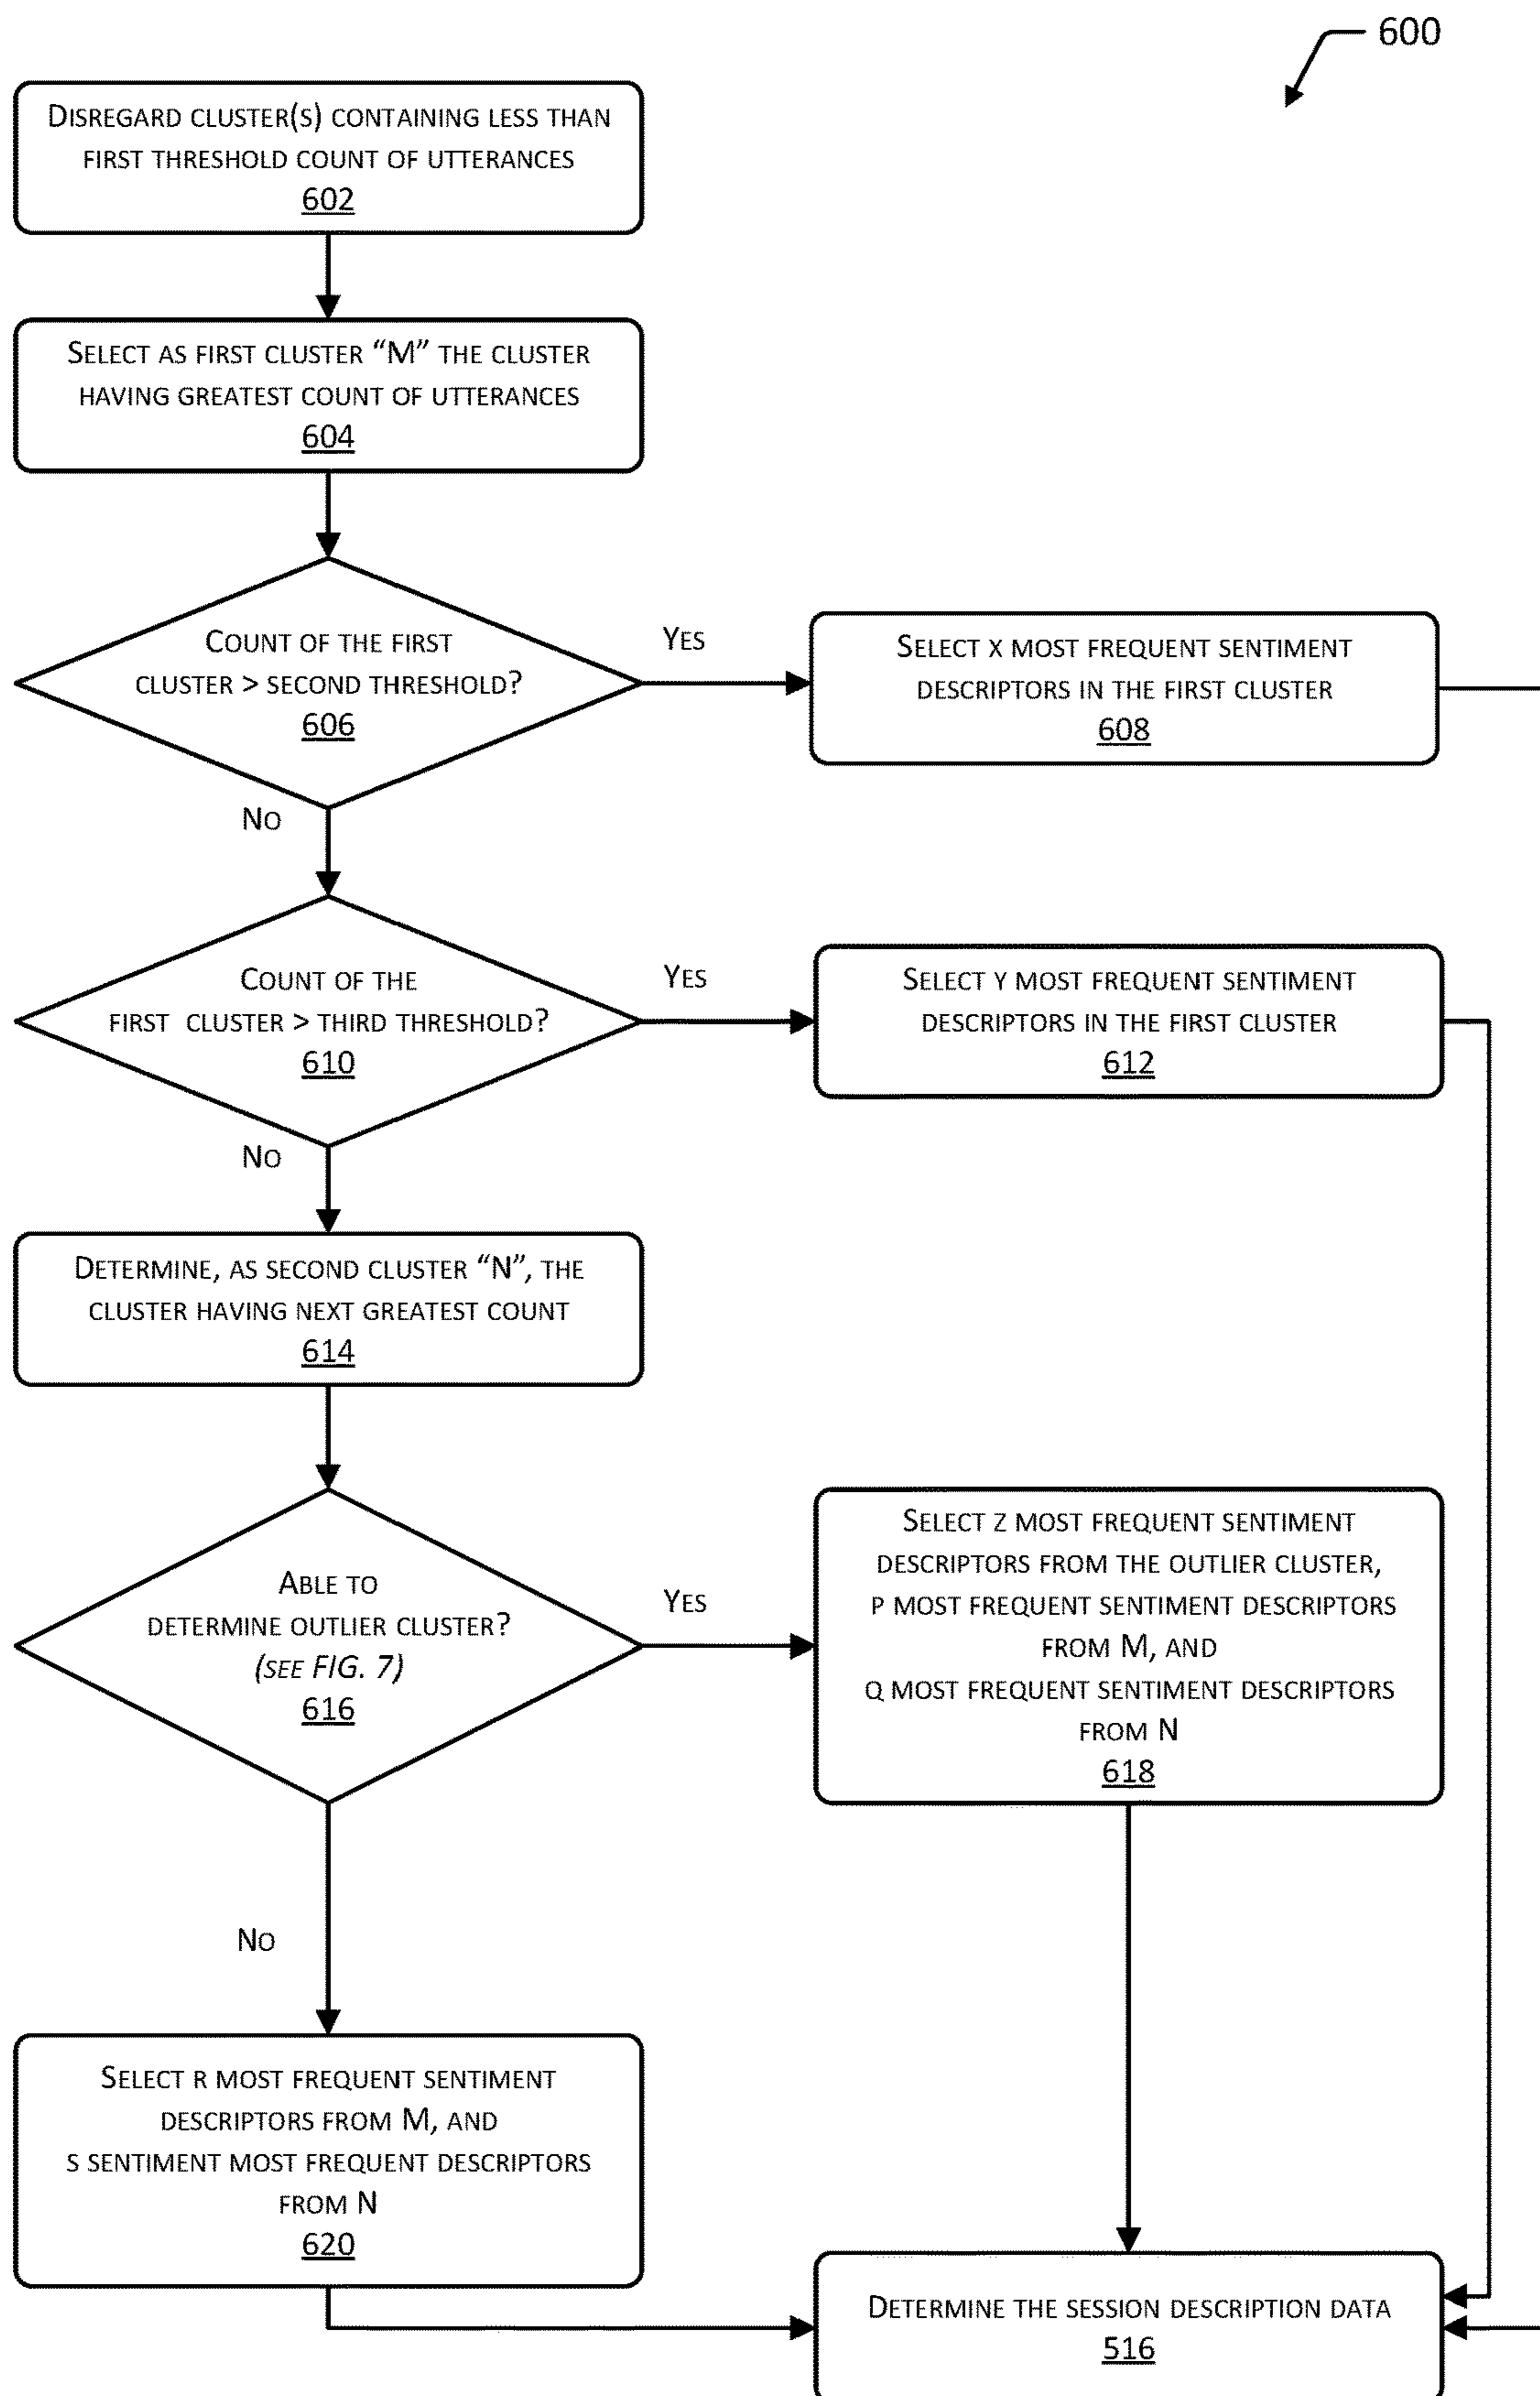 600
DISREGARD CLUSTER(S) CONTAINING LESS THAN
FIRST THRESHOLD COUNT OF UTTERANCES
602
SELECT AS FIRST CLUSTER “M” THE CLUSTER
HAVING GREATEST COUNT OF UTTERANCES
604
COUNT OF THE FIRST
CLUSTER > SECOND THRESHOLD?
606
YES
SELECT X MOST FREQUENT SENTIMENT
DESCRIPTORS IN THE FIRST CLUSTER
608
NO
COUNT OF THE
FIRST CLUSTER > THIRD THRESHOLD?
610
YES
SELECT Y MOST FREQUENT SENTIMENT
DESCRIPTORS IN THE FIRST CLUSTER
612
NO
DETERMINE, AS SECOND CLUSTER “N”, THE
CLUSTER HAVING NEXT GREATEST COUNT
614
ABLE TO
DETERMINE OUTLIER CLUSTER?
(SEE FIG. 7)
616
YES
SELECT Z MOST FREQUENT SENTIMENT
DESCRIPTORS FROM THE OUTLIER CLUSTER,
P MOST FREQUENT SENTIMENT DESCRIPTORS
FROM M, AND
Q MOST FREQUENT SENTIMENT DESCRIPTORS
FROM N
618
NO
SELECT R MOST FREQUENT SENTIMENT
DESCRIPTORS FROM M, AND
S SENTIMENT MOST FREQUENT DESCRIPTORS
FROM N
620
DETERMINE THE SESSION DESCRIPTION DATA
516